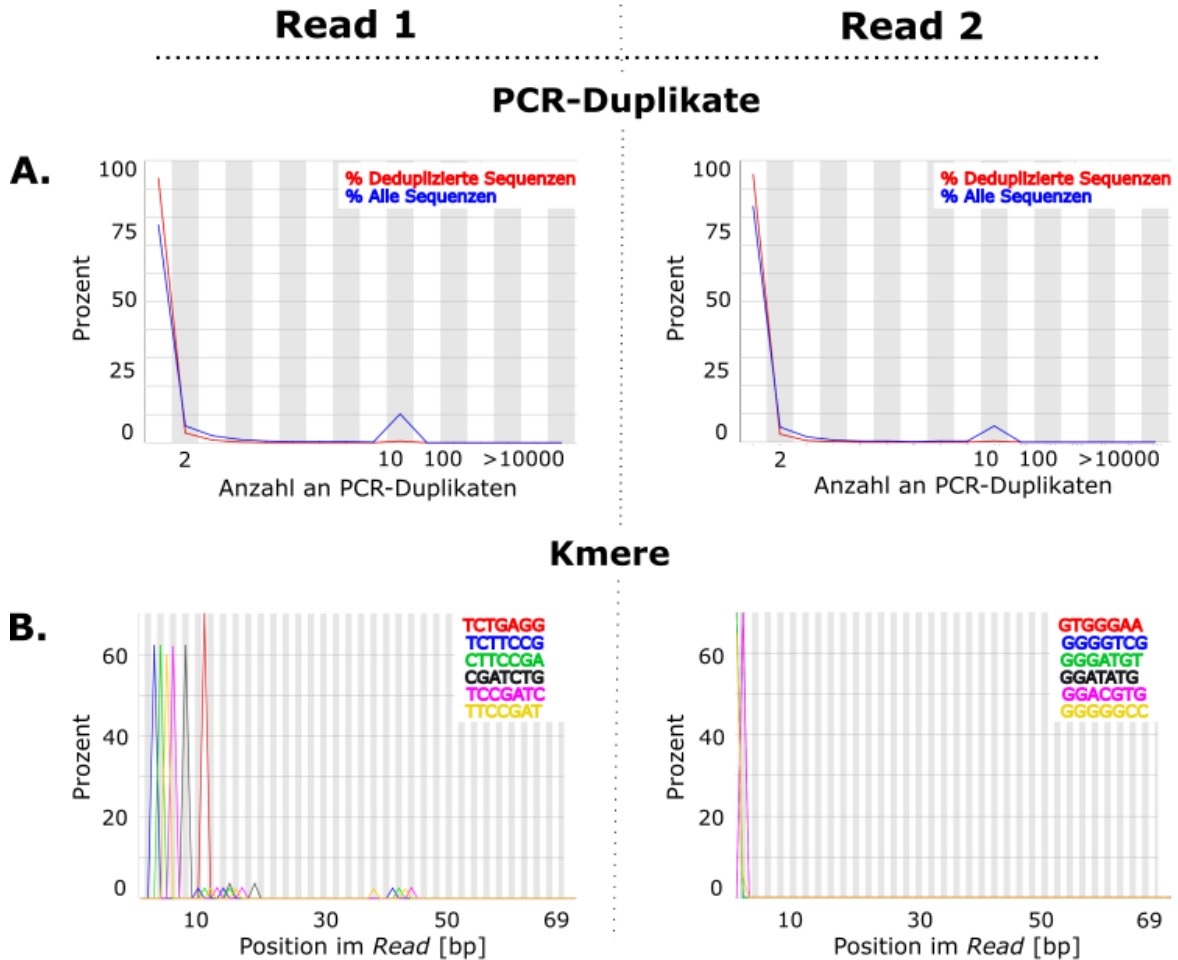 Read 1
Read 2
PCR-Duplikate
A.
100
75
50
25
0
Prozent
% Deduplizierte Sequenzen
% Alle Sequenzen
2
10
100
>10000
Anzahl an PCR-Duplikaten
100
75
50
25
0
Prozent
% Deduplizierte Sequenzen
% Alle Sequenzen
2
10
100
>10000
Anzahl an PCR-Duplikaten
Kmere
B.
60
40
20
0
Prozent
TCTGAGG
TCTTCCG
CTTCCGA
CGATCTG
TCCGATC
TTCCGAT
10
30
50
69
Position im Read [bp]
60
40
20
0
Prozent
GTGGGAA
GGGGTCG
GGGATGT
GGATATG
GGACGTG
GGGGGCC
10
30
50
69
Position im Read [bp]